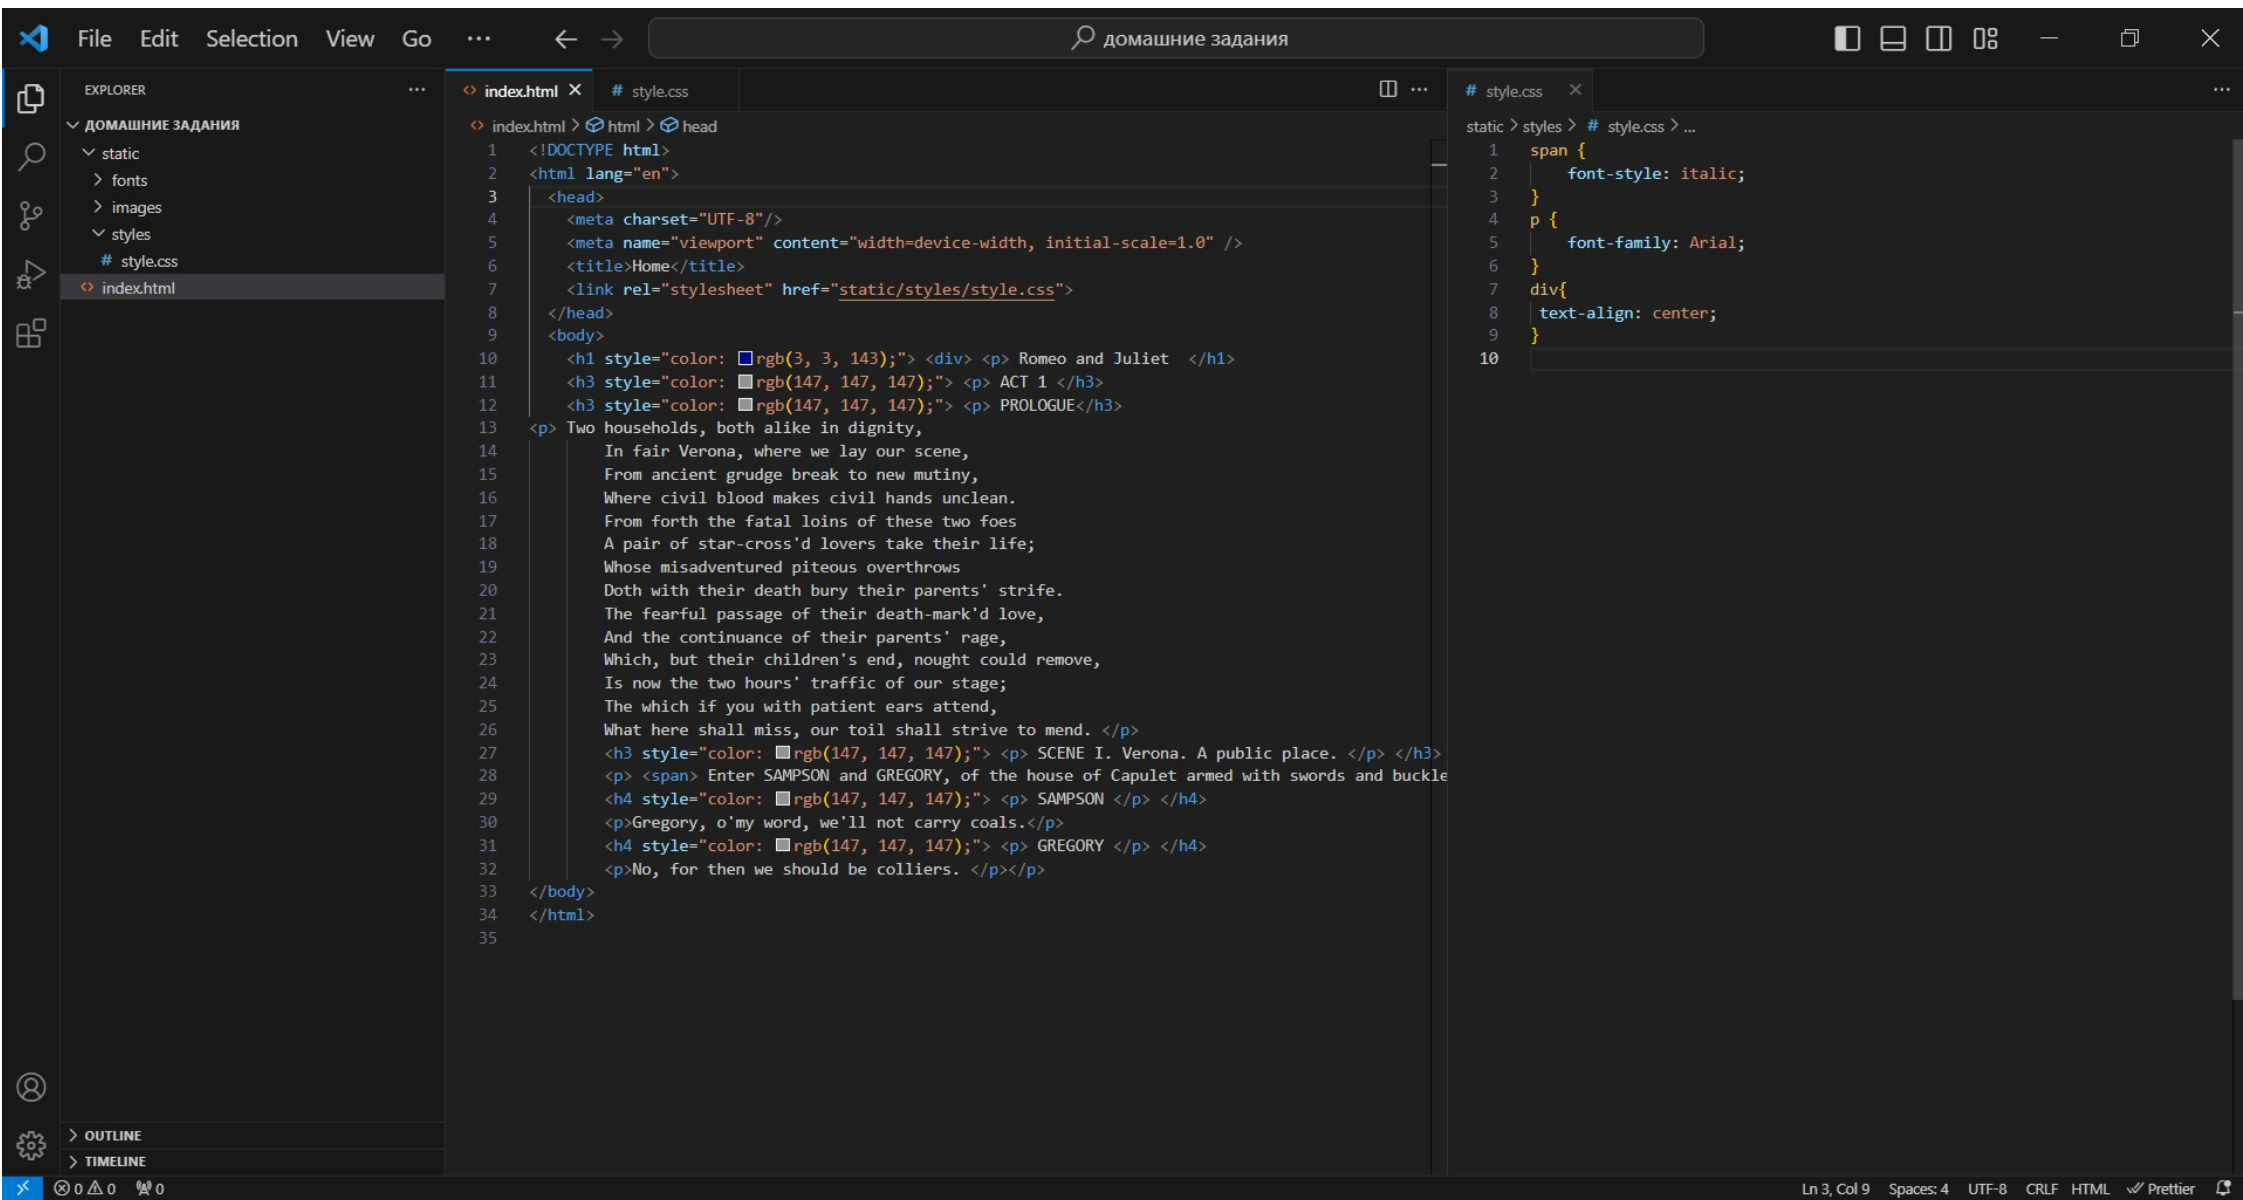 File Edit Selection View Go ... домашние задания
EXPLORER
ДОМАШНИЕ ЗАДАНИЯ
static
fonts
images
styles
# style.css
index.html
OUTLINE
TIMELINE
index.html # style.css
index.html > html > head
1 <!DOCTYPE html>
2 <html lang="en">
3 <head>
4 <meta charset="UTF-8"/>
5 <meta name="viewport" content="width=device-width, initial-scale=1.0" />
6 <title>Home</title>
7 <link rel="stylesheet" href="static/styles/style.css">
8 </head>
9 <body>
10 <h1 style="color: rgb(3, 3, 143);"> <div> <p> Romeo and Juliet </h1>
11 <h3 style="color: rgb(147, 147, 147);"> <p> ACT 1 </h3>
12 <h3 style="color: rgb(147, 147, 147);"> <p> PROLOGUE</h3>
13 <p> Two households, both alike in dignity,
14 In fair Verona, where we lay our scene,
15 From ancient grudge break to new mutiny,
16 Where civil blood makes civil hands unclean.
17 From forth the fatal loins of these two foes
18 A pair of star-cross'd lovers take their life;
19 Whose misadventured piteous overthrows
20 Doth with their death bury their parents' strife.
21 The fearful passage of their death-mark'd love,
22 And the continuance of their parents' rage,
23 Which, but their children's end, nought could remove,
24 Is now the two hours' traffic of our stage;
25 The which if you with patient ears attend,
26 What here shall miss, our toil shall strive to mend. </p>
27 <h3 style="color: rgb(147, 147, 147);"> <p> SCENE I. Verona. A public place. </p> </h3>
28 <p> <span> Enter SAMPSON and GREGORY, of the house of Capulet armed with swords and buckle
29 <h4 style="color: rgb(147, 147, 147);"> <p> SAMPSON </p> </h4>
30 <p>Gregory, o'my word, we'll not carry coals.</p>
31 <h4 style="color: rgb(147, 147, 147);"> <p> GREGORY </p> </h4>
32 <p>No, for then we should be colliers. </p></p>
33 </body>
34 </html>
35
# style.css
static > styles > # style.css > ...
1 span {
2 font-style: italic;
3 }
4 p {
5 font-family: Arial;
6 }
7 div{
8 text-align: center;
9 }
10
0 0 0 Ln 3, Col 9 Spaces: 4 UTF-8 CRLF HTML Prettier